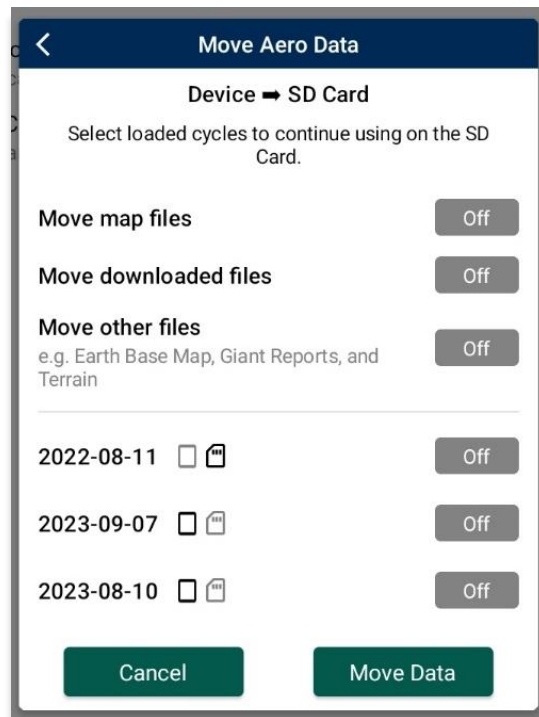 Move Aero Data
Device ➡ SD Card
Select loaded cycles to continue using on the SD
Card.
Move map files Off
Move downloaded files Off
Move other files Off
e.g. Earth Base Map, Giant Reports, and
Terrain
2022-08-11 Off
2023-09-07 Off
2023-08-10 Off
Cancel Move Data